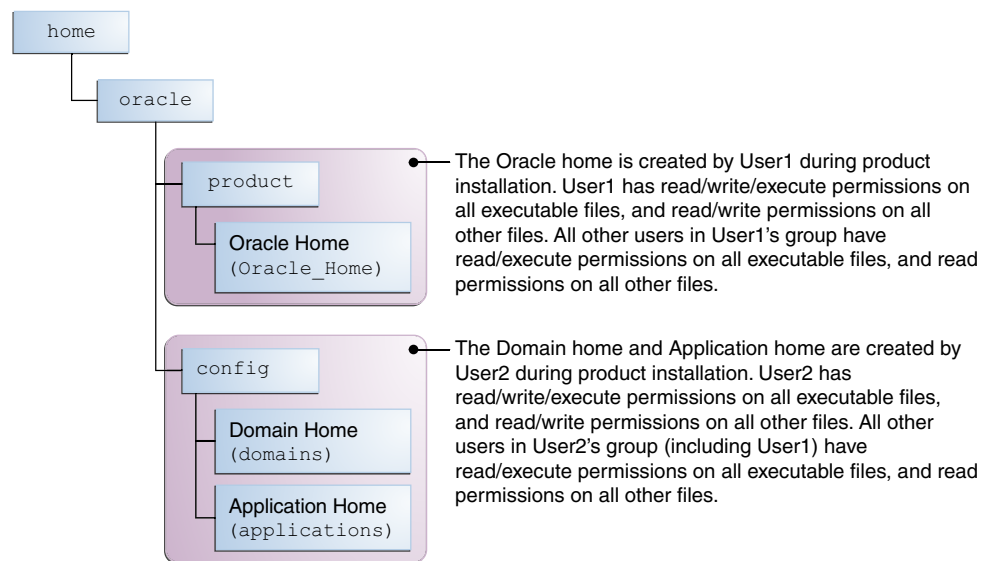 home
oracle
product
Oracle Home
(Oracle_Home)
The Oracle home is created by User1 during product
installation. User1 has read/write/execute permissions on
all executable files, and read/write permissions on all
other files. All other users in User1's group have
read/execute permissions on all executable files, and read
permissions on all other files.
config
Domain Home
(domains)
Application Home
(applications)
The Domain home and Application home are created by
User2 during product installation. User2 has
read/write/execute permissions on all executable files,
and read/write permissions on all other files. All other
users in User2's group (including User1) have
read/execute permissions on all executable files, and read
permissions on all other files.